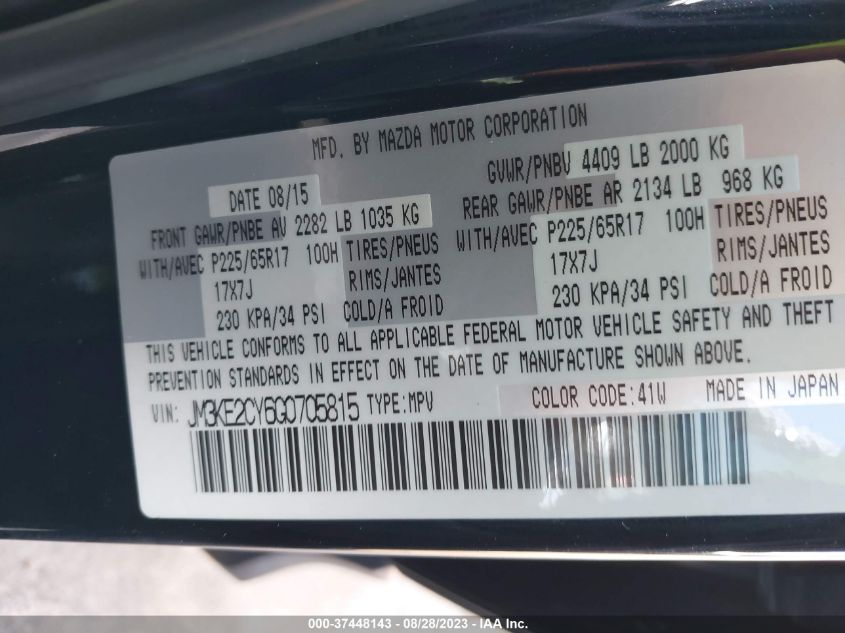 MFD. BY MAZDA MOTOR CORPORATION
DATE 08/15
GVWR/PNBV 4409 LB 2000 KG
FRONT GAWR/PNBE AV 2282 LB 1035 KG
REAR GAWR/PNBE AR 2134 LB 968 KG
WITH/AVEC P225/65R17 100H TIRES/PNEUS
WITH/AVEC P225/65R17 100H TIRES/PNEUS
17X7J RIMS/JANTES
17X7J RIMS/JANTES
230 KPA/34 PSI COLD/A FROID
230 KPA/34 PSI COLD/A FROID
THIS VEHICLE CONFORMS TO ALL APPLICABLE FEDERAL MOTOR VEHICLE SAFETY AND THEFT
PREVENTION STANDARDS IN EFFECT ON THE DATE OF MANUFACTURE SHOWN ABOVE.
VIN: JM3KE2CY6G0705815 TYPE:MPV COLOR CODE:41W MADE IN JAPAN
000-37448143 - 08/28/2023 - © IAA, Inc.